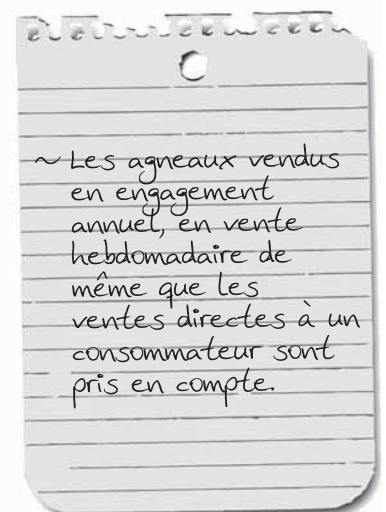 ~ Les agneaux vendus
en engagement
annuel, en vente
hebdomadaire de
même que les
ventes directes à un
consommateur sont
pris en compte.